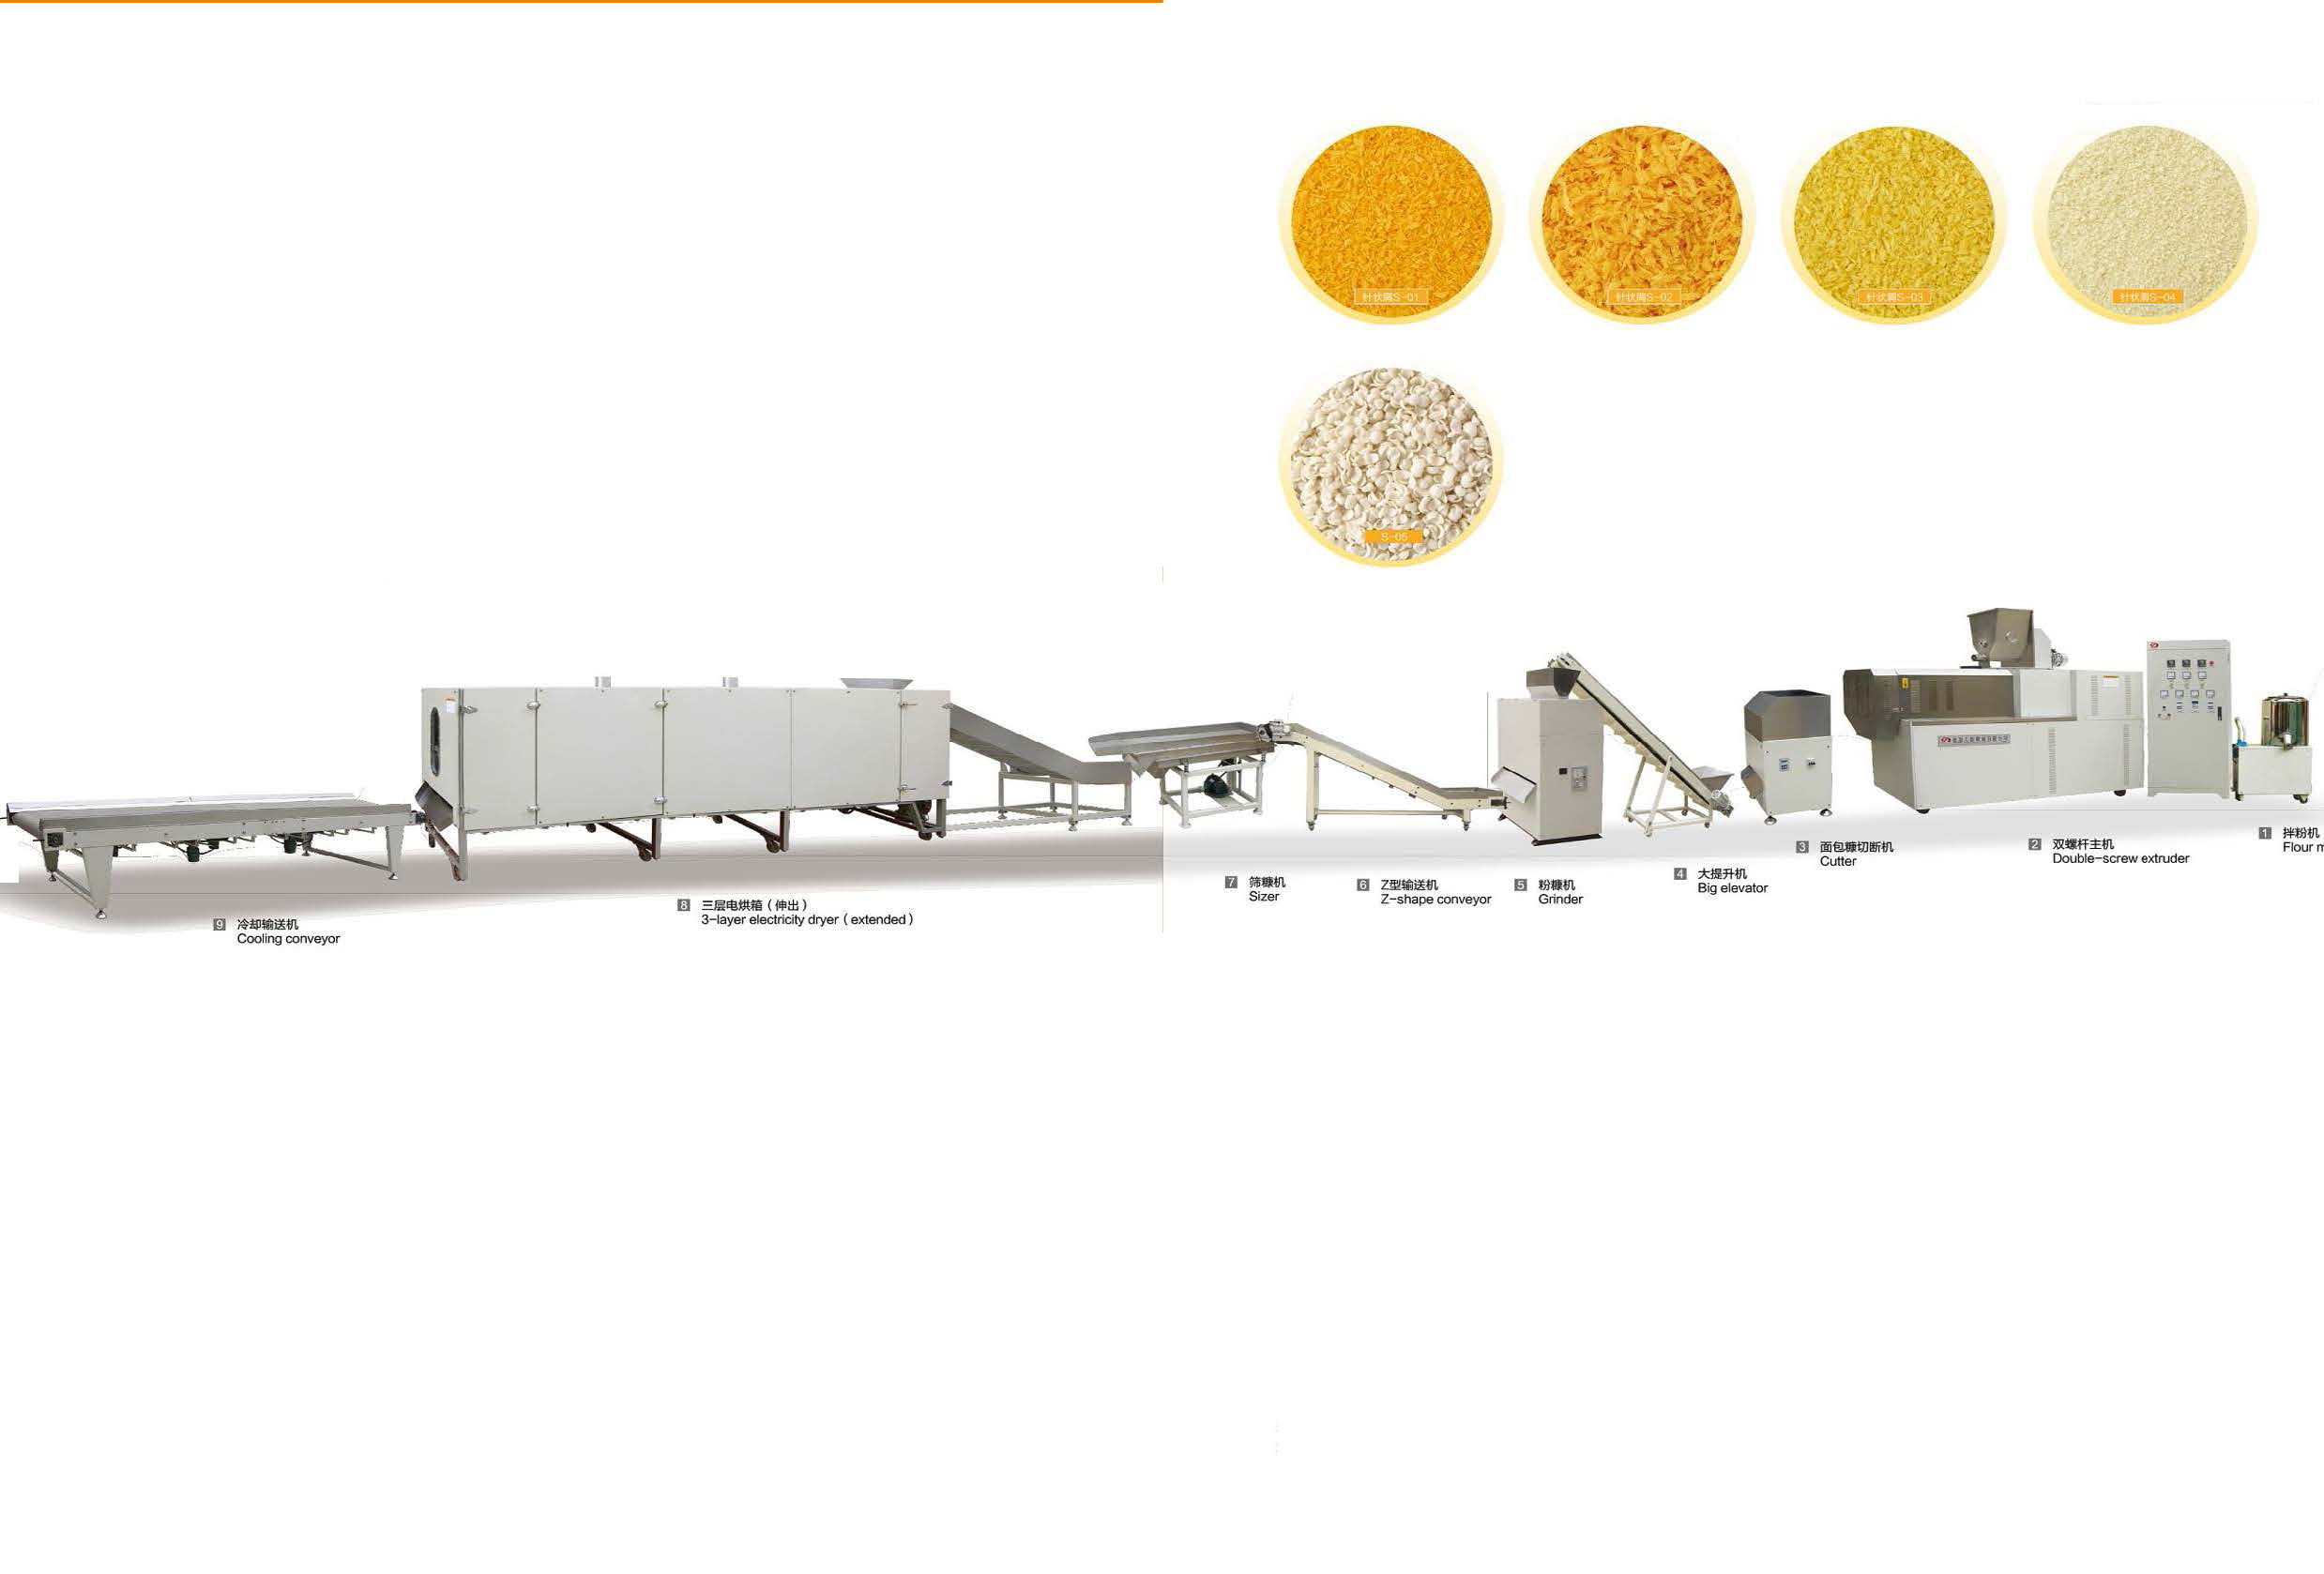 针状屑S-01
针状屑S-02
针状屑S-03
针状屑S-04
S-05
9 冷却输送机
Cooling conveyor
8 三层电烘箱（伸出）
3-layer electricity dryer（extended）
7 筛糠机
Sizer
6 Z型输送机
Z-shape conveyor
5 粉糠机
Grinder
4 大提升机
Big elevator
3 面包糠切断机
Cutter
2 双螺杆主机
Double-screw extruder
1 拌粉机
Flour m